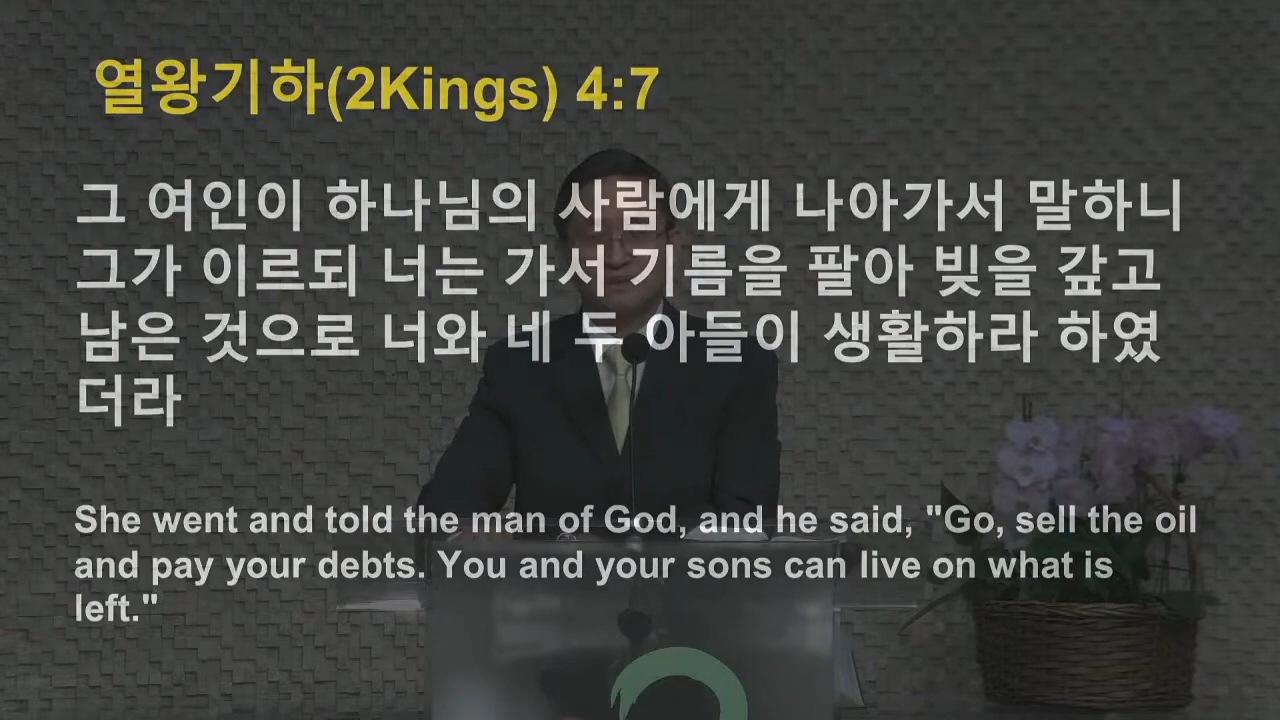 열왕기하(2Kings) 4:7
그 여인이 하나님의 사람에게 나아가서 말하니
그가 이르되 너는 가서 기름을 팔아 빚을 갚고
남은 것으로 너와 네 두 아들이 생활하라 하였
더라
She went and told the man of God, and he said, "Go, sell the oil
and pay your debts. You and your sons can live on what is
left."